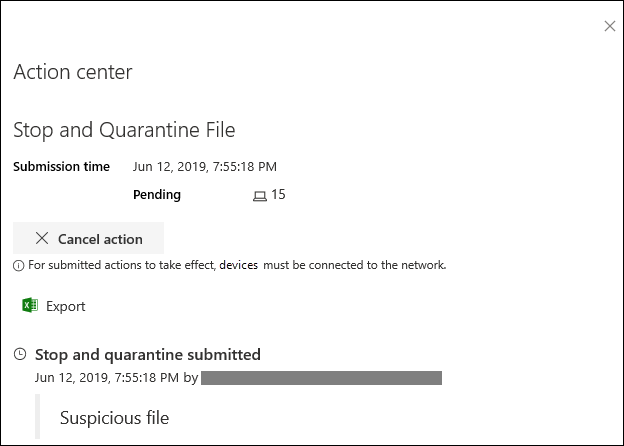 Action center
Stop and Quarantine File
Submission time Jun 12, 2019, 7:55:18 PM
Pending 15
Cancel action
For submitted actions to take effect, devices must be connected to the network.
Export
Stop and quarantine submitted
Jun 12, 2019, 7:55:18 PM by
Suspicious file